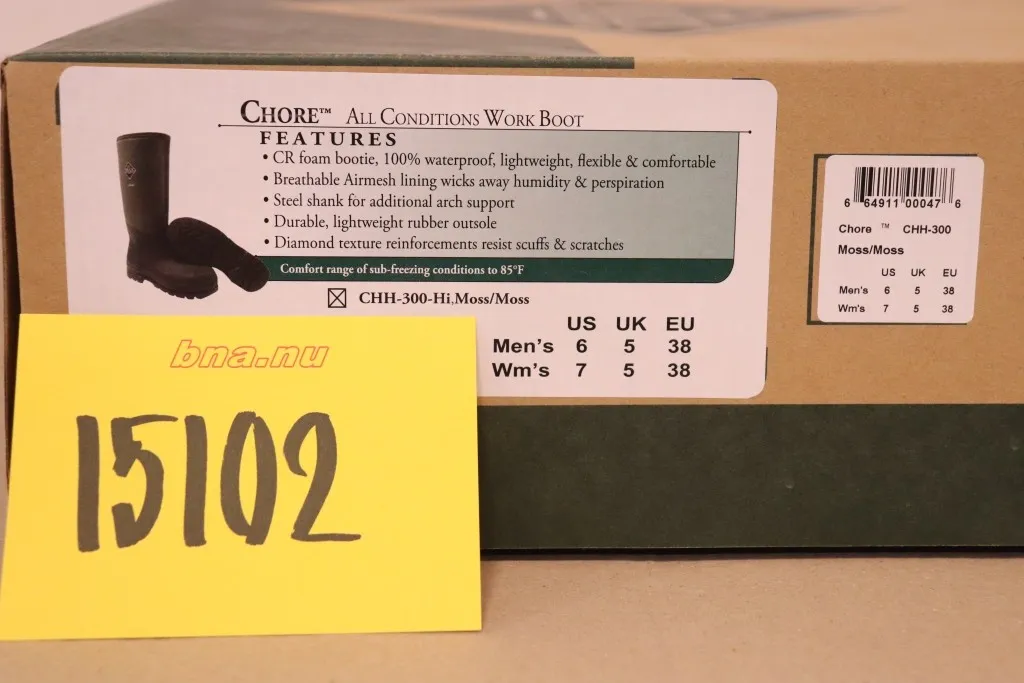 CHORE™ ALL CONDITIONS WORK BOOT
FEATURES
• CR foam bootie, 100% waterproof, lightweight, flexible & comfortable
• Breathable Airmesh lining wicks away humidity & perspiration
• Steel shank for additional arch support
• Durable, lightweight rubber outsole
• Diamond texture reinforcements resist scuffs & scratches
Comfort range of sub-freezing conditions to 85°F
CHH-300-Hi, Moss/Moss
US UK EU
Men's 6 5 38
Wm's 7 5 38
6 64911 00047 6
Chore ™ CHH-300
Moss/Moss
US UK EU
Men's 6 5 38
Wm's 7 5 38
bna.nu
15102